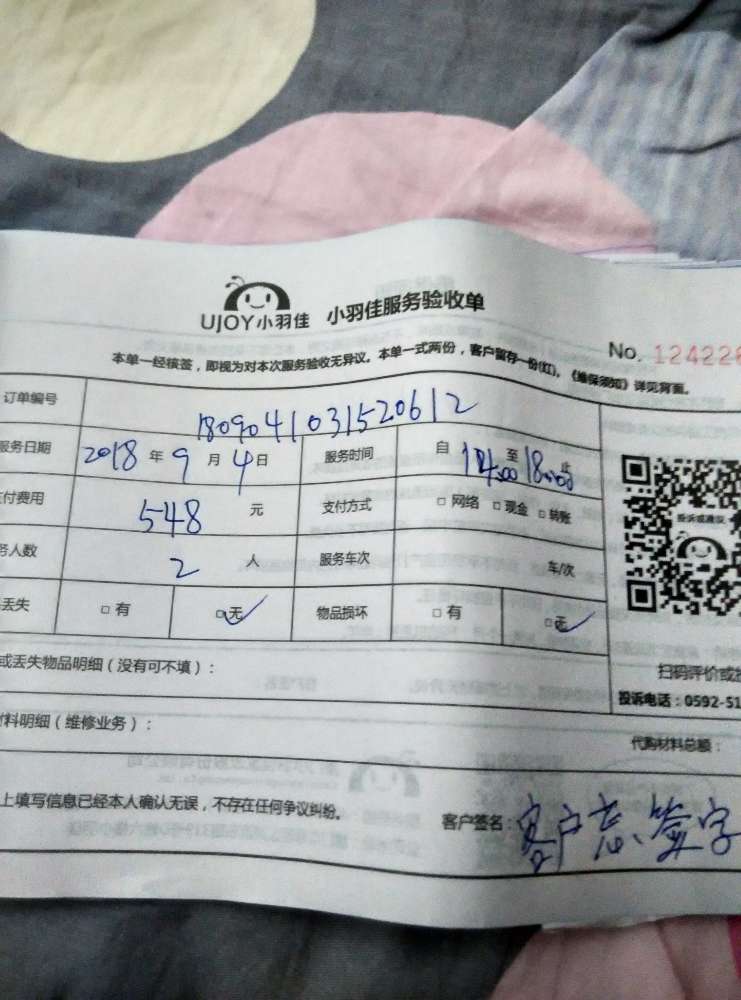 UJOY小羽佳 小羽佳服务验收单
No. 124226
本单一经核签，即视为对本次服务验收无异议。本单一式两份，客户留存一份(红)。《维保须知》详见背面。
订单编号 1809041031520612
服务日期 2018 年 9 月 4 日 服务时间 自 14:00 至 18:00 止
付费用 548 元 支付方式 □ 网络 □ 现金 □ 转账
务人数 2 人 服务车次 车/次
丢失 □ 有 □ 无 ✓ 物品损坏 □ 有 □ 无 ✓
投诉或建议
扫码评价或投
投诉电话：0592-51
或丢失物品明细（没有可不填）：
材料明细（维修业务）：
代购材料总额：
上填写信息已经本人确认无误，不存在任何争议纠纷。
客户签名：客户忘签字